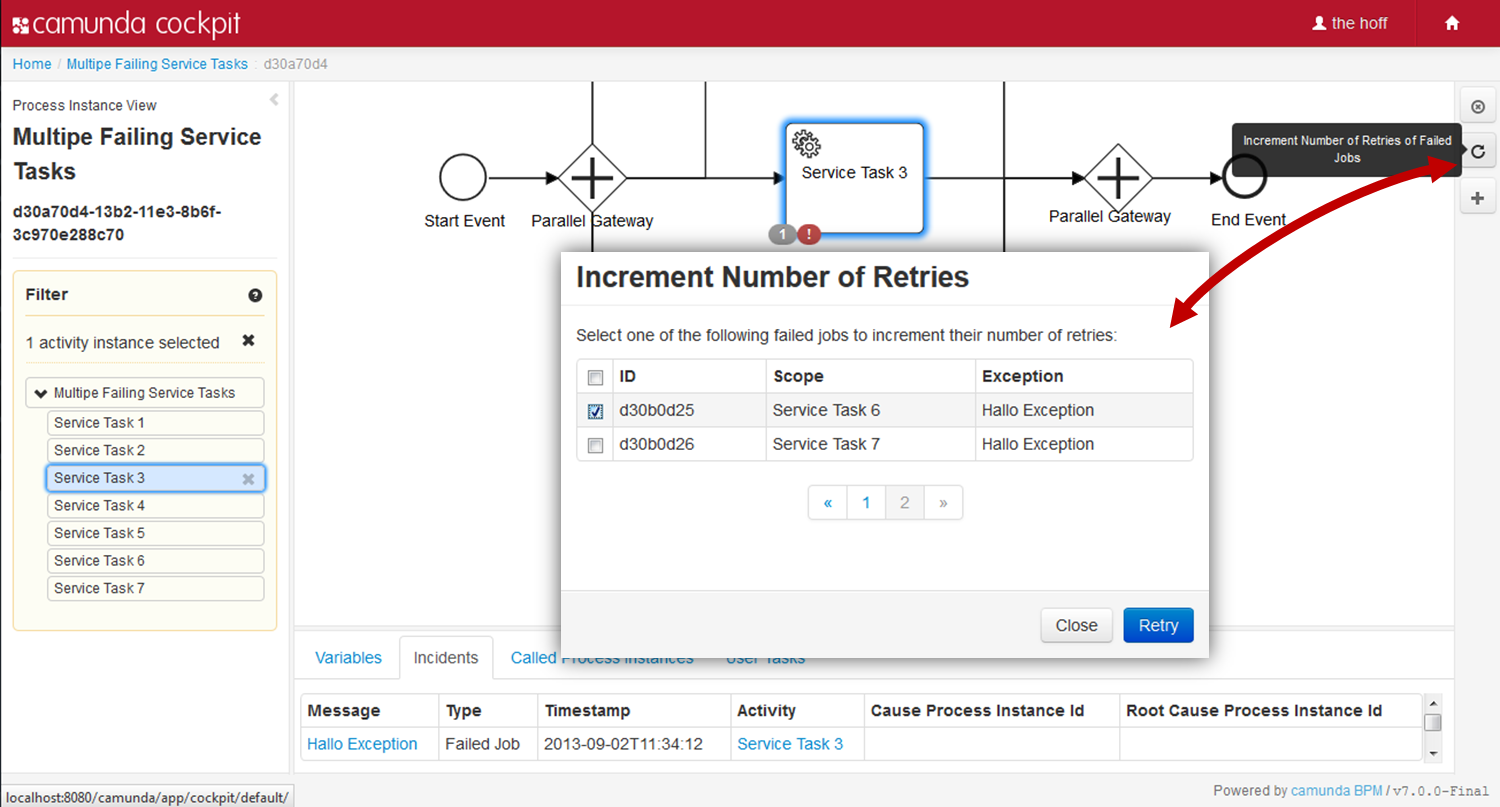 camunda cockpit
the hoff
Home / Multipe Failing Service Tasks : d30a70d4
Process Instance View
Multipe Failing Service
Tasks
d30a70d4-13b2-11e3-8b6f-
3c970e288c70
Filter
1 activity instance selected
Multipe Failing Service Tasks
Service Task 1
Service Task 2
Service Task 3
Service Task 4
Service Task 5
Service Task 6
Service Task 7
Start Event
Parallel Gateway
Service Task 3
1 !
Parallel Gateway
End Event
Increment Number of Retries of Failed
Jobs
Increment Number of Retries
Select one of the following failed jobs to increment their number of retries:
ID Scope Exception
d30b0d25 Service Task 6 Hallo Exception
d30b0d26 Service Task 7 Hallo Exception
« 1 2 »
Close Retry
Variables Incidents Called Process Instances User Tasks
Message Type Timestamp Activity Cause Process Instance Id Root Cause Process Instance Id
Hallo Exception Failed Job 2013-09-02T11:34:12 Service Task 3
Powered by camunda BPM / v7.0.0-Final
localhost:8080/camunda/app/cockpit/default/